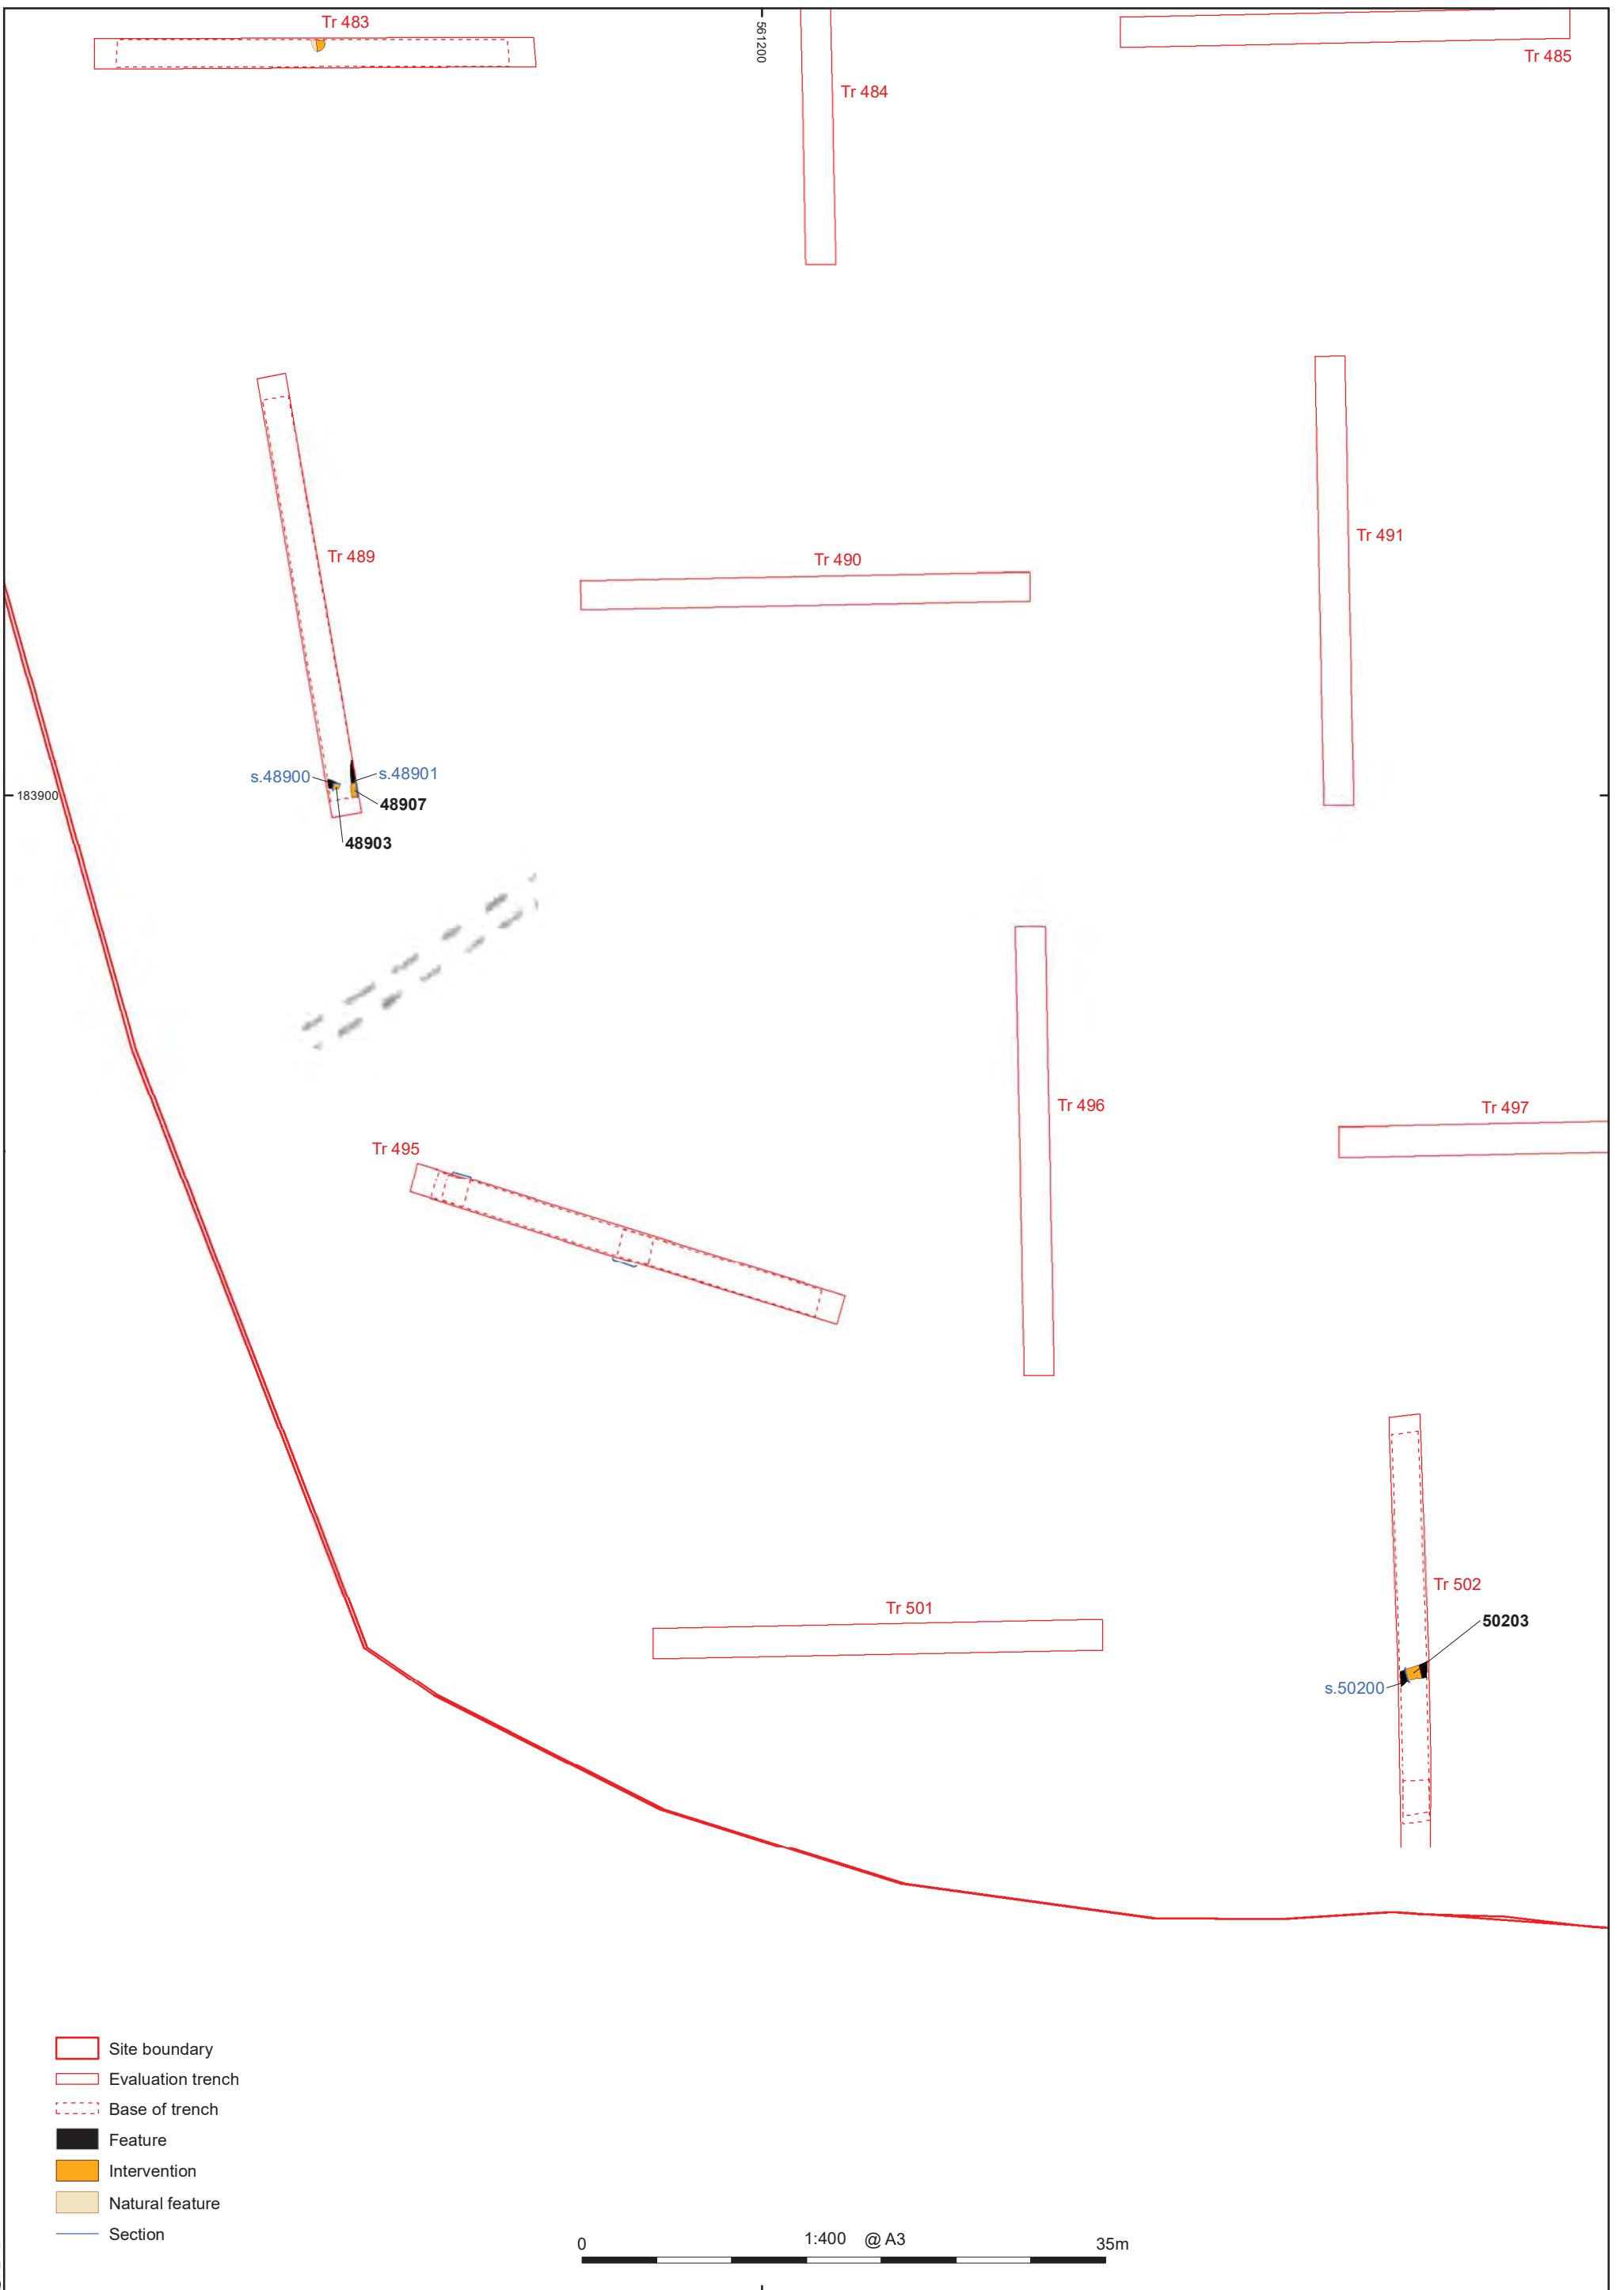 Tr 483
561200
Tr 484
Tr 485
Tr 489
Tr 490
Tr 491
s.48900
s.48901
183900
48907
48903
Tr 495
Tr 496
Tr 497
Tr 501
Tr 502
50203
s.50200
Site boundary
Evaluation trench
Base of trench
Feature
Intervention
Natural feature
Section
0 1:400 @ A3 35m